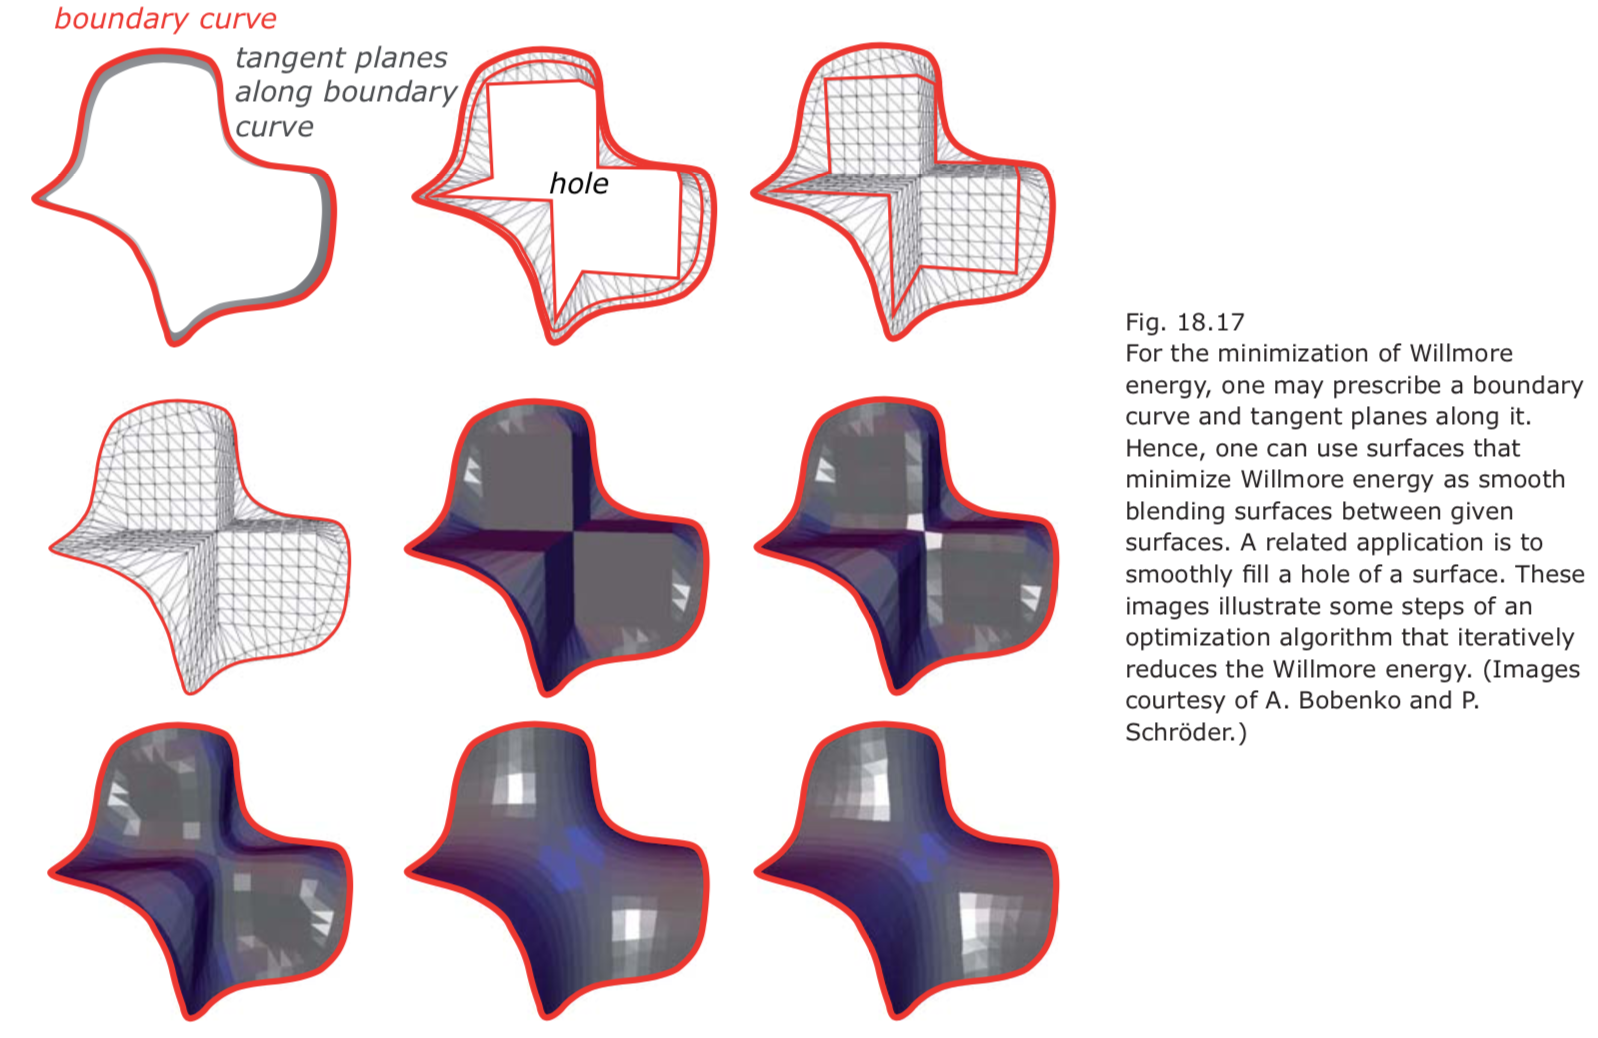 boundary curve
tangent planes
along boundary
curve
hole
Fig. 18.17
For the minimization of Willmore
energy, one may prescribe a boundary
curve and tangent planes along it.
Hence, one can use surfaces that
minimize Willmore energy as smooth
blending surfaces between given
surfaces. A related application is to
smoothly fill a hole of a surface. These
images illustrate some steps of an
optimization algorithm that iteratively
reduces the Willmore energy. (Images
courtesy of A. Bobenko and P.
Schröder.)